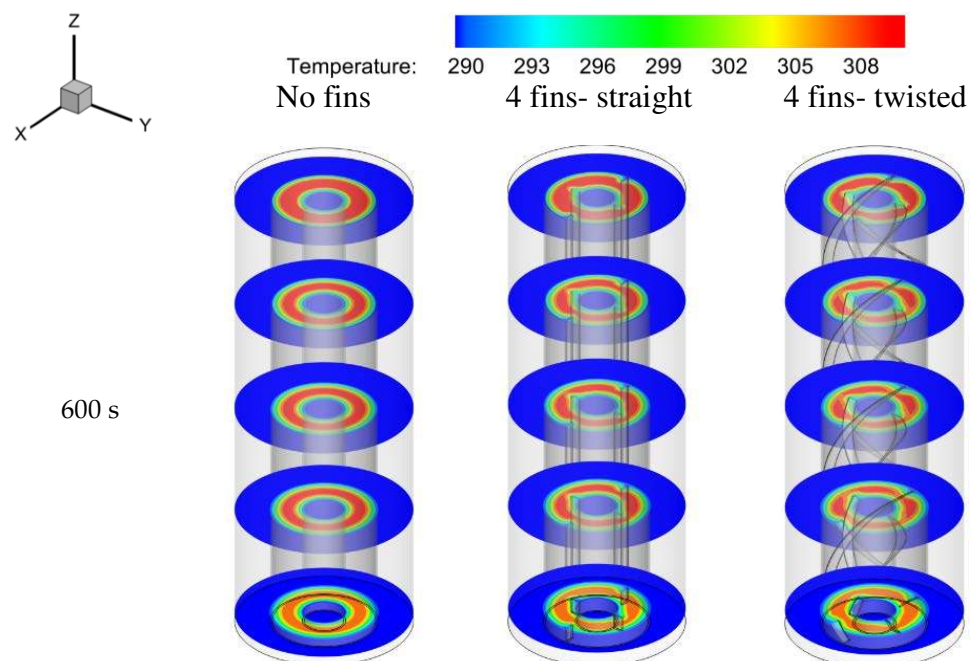 Z
X
Y
Temperature: 290 293 296 299 302 305 308
No fins 4 fins- straight 4 fins- twisted
600 s